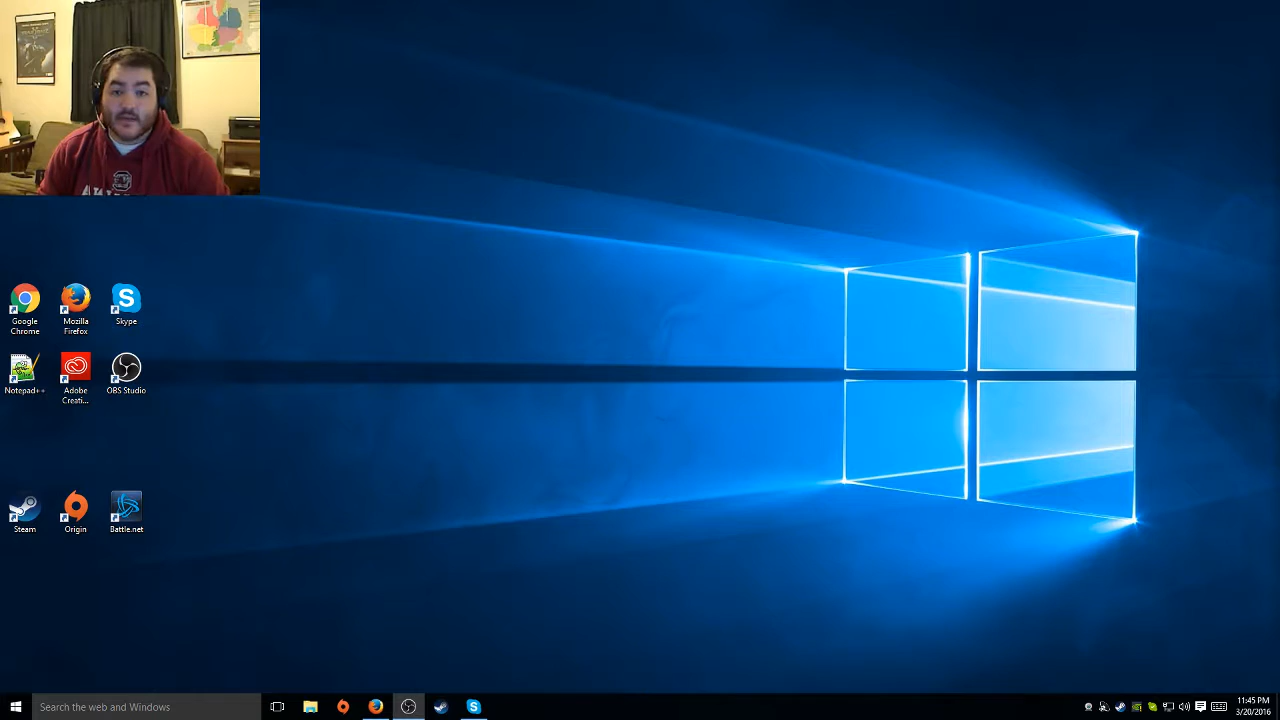 Google
Chrome
Mozilla
Firefox
Skype
Notepad++
Adobe
Creati...
OBS Studio
Steam
Origin
Battle.net
Search the web and Windows
11:45 PM
3/20/2016